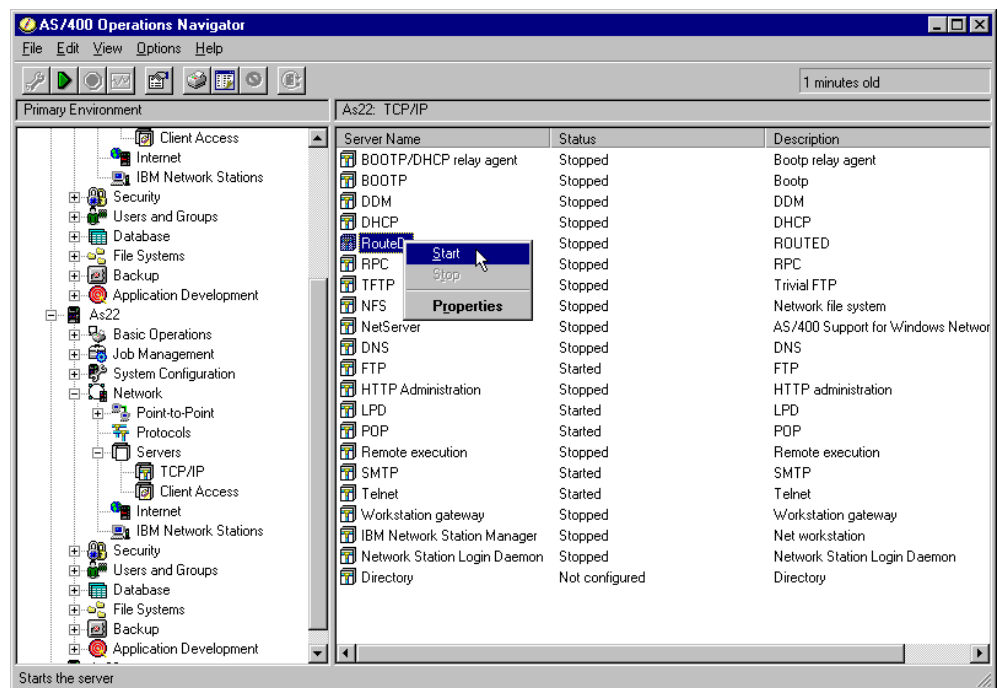 AS/400 Operations Navigator
File Edit View Options Help
1 minutes old
Primary Environment
As22: TCP/IP
Client Access
Internet
IBM Network Stations
Security
Users and Groups
Database
File Systems
Backup
Application Development
As22
Basic Operations
Job Management
System Configuration
Network
Point-to-Point
Protocols
Servers
TCP/IP
Client Access
Internet
IBM Network Stations
Security
Users and Groups
Database
File Systems
Backup
Application Development
Server Name Status Description
BOOTP/DHCP relay agent Stopped Bootp relay agent
BOOTP Stopped Bootp
DDM Stopped DDM
DHCP Stopped DHCP
RouteD Stopped ROUTED
RPC Stopped RPC
TFTP Stopped Trivial FTP
NFS Stopped Network file system
NetServer Stopped AS/400 Support for Windows Networ
DNS Stopped DNS
FTP Started FTP
HTTP Administration Stopped HTTP administration
LPD Started LPD
POP Started POP
Remote execution Stopped Remote execution
SMTP Started SMTP
Telnet Started Telnet
Workstation gateway Stopped Workstation gateway
IBM Network Station Manager Stopped Net workstation
Network Station Login Daemon Stopped Network Station Login Daemon
Directory Not configured Directory
Start
Stop
Properties
Starts the server